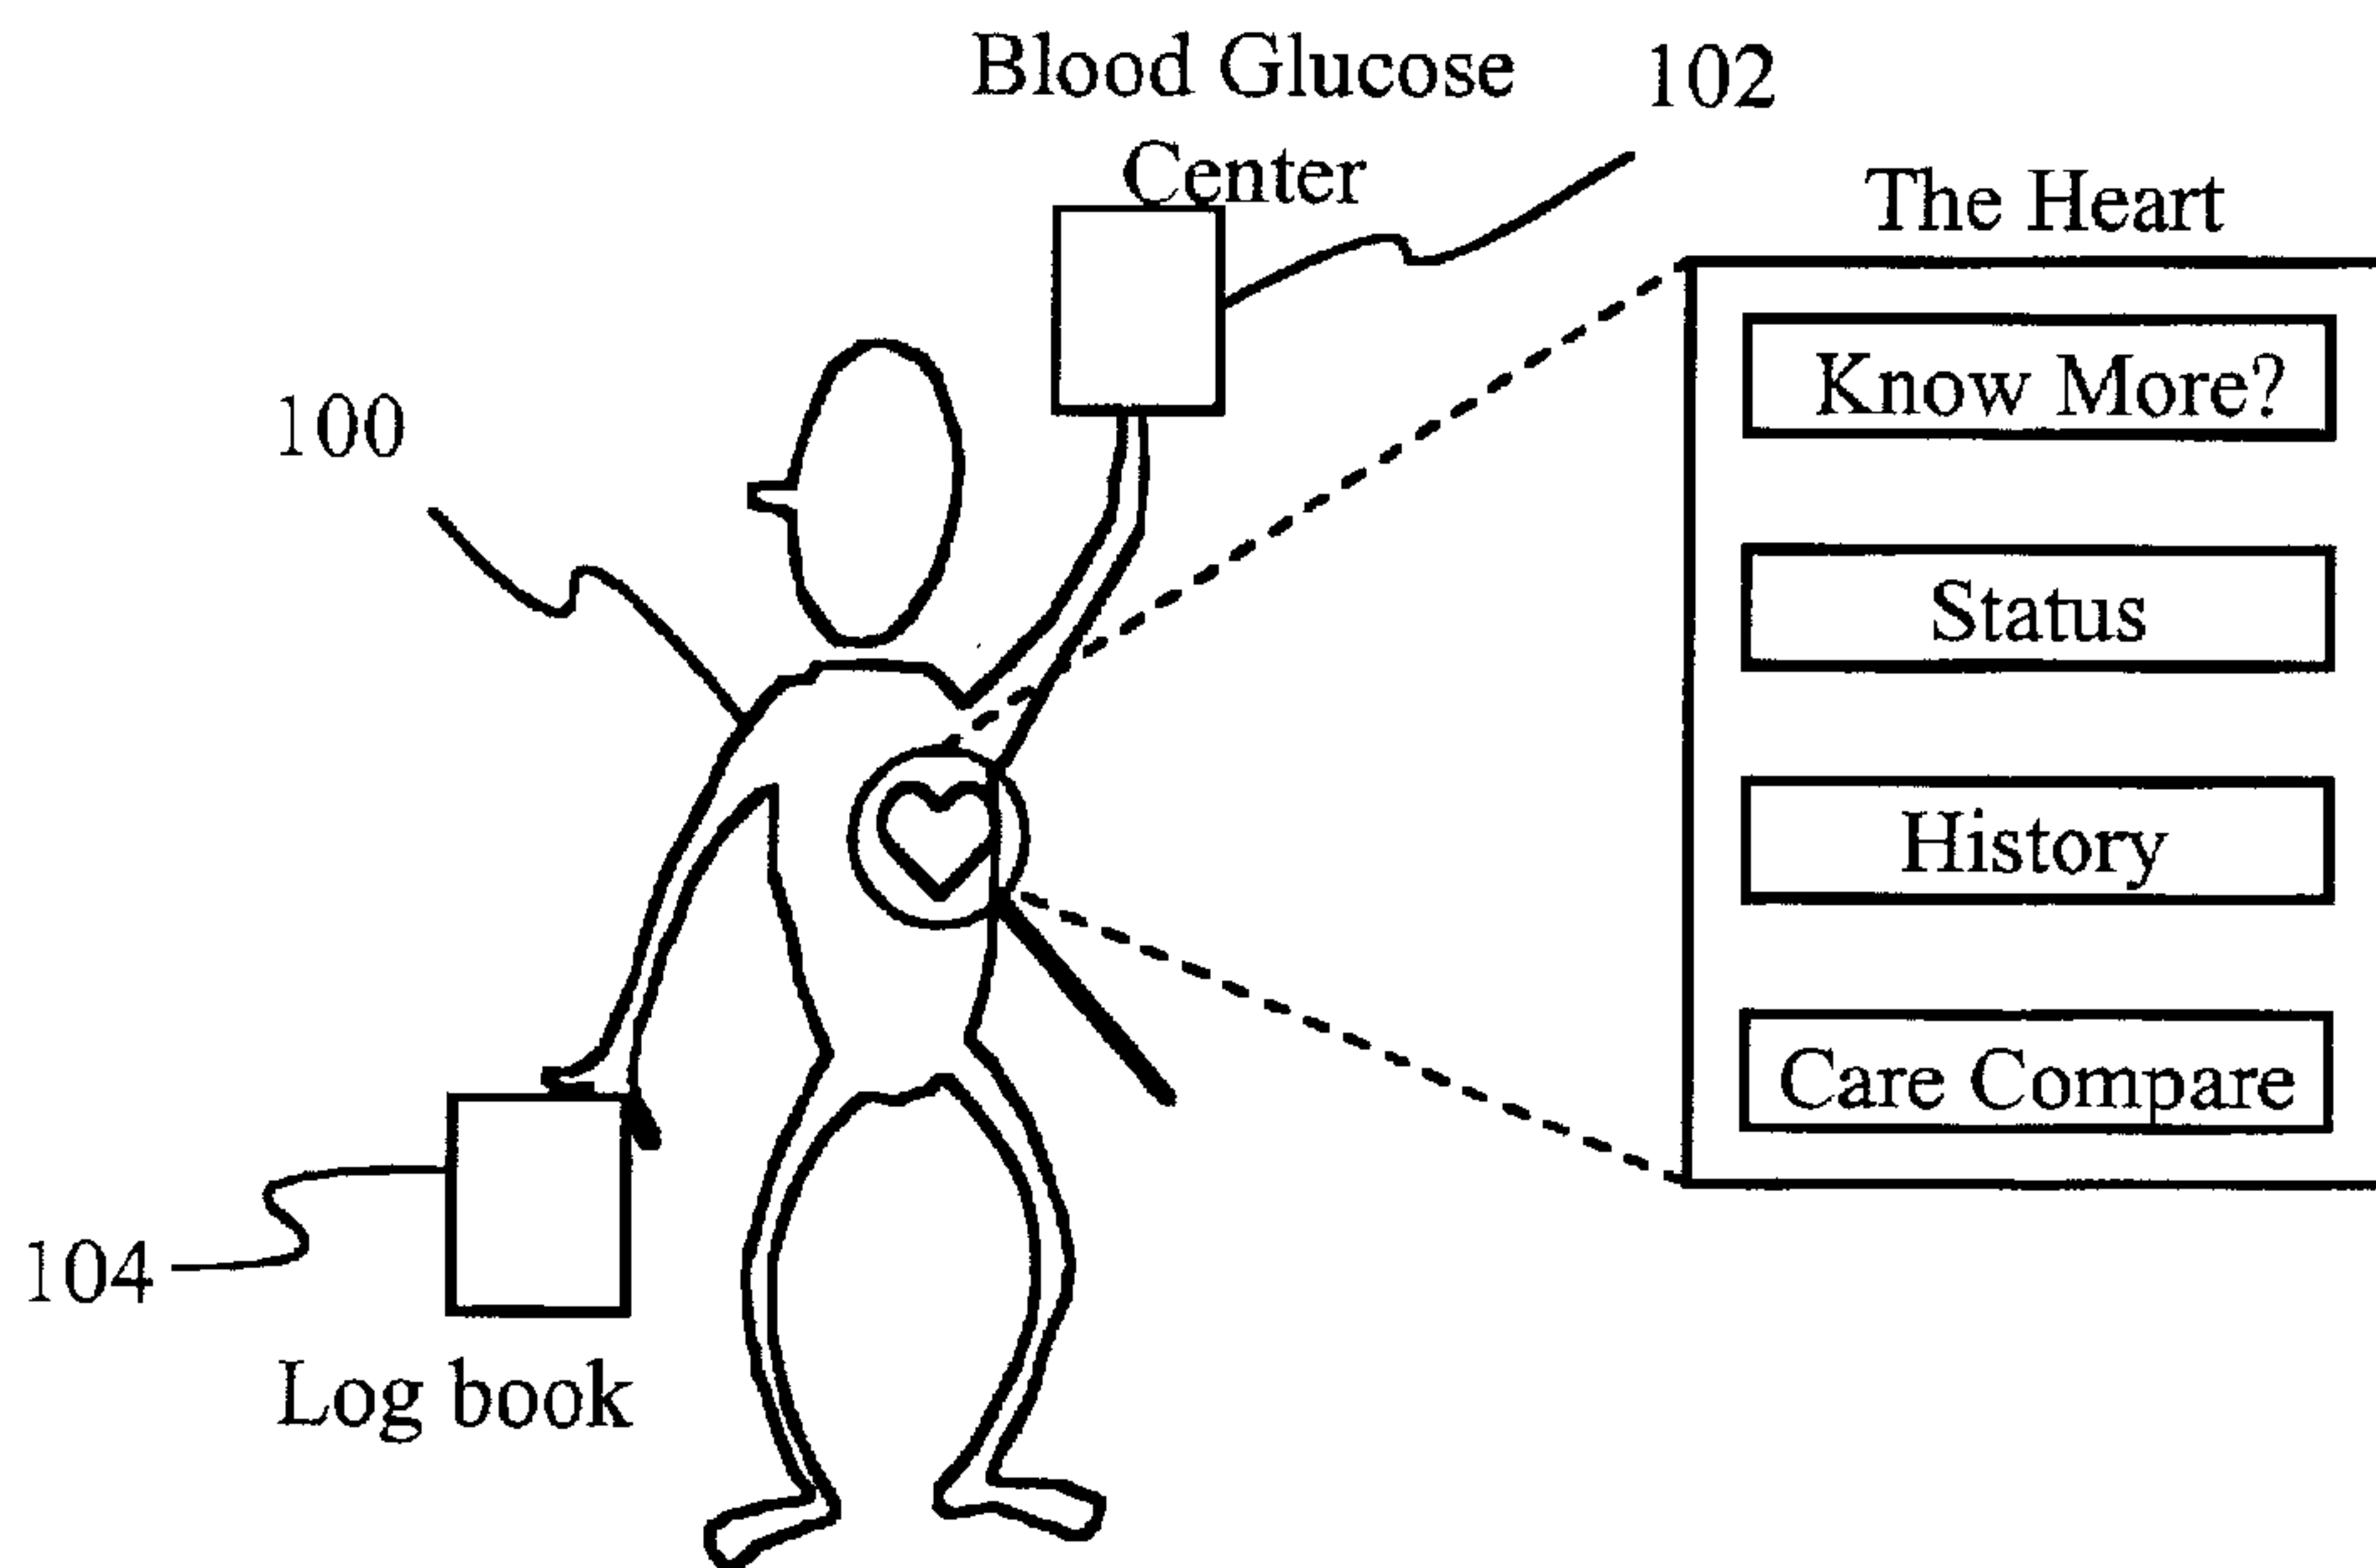 Blood Glucose
Center
102
The Heart
Know More?
100
Status
History
Care Compare
104
Log book